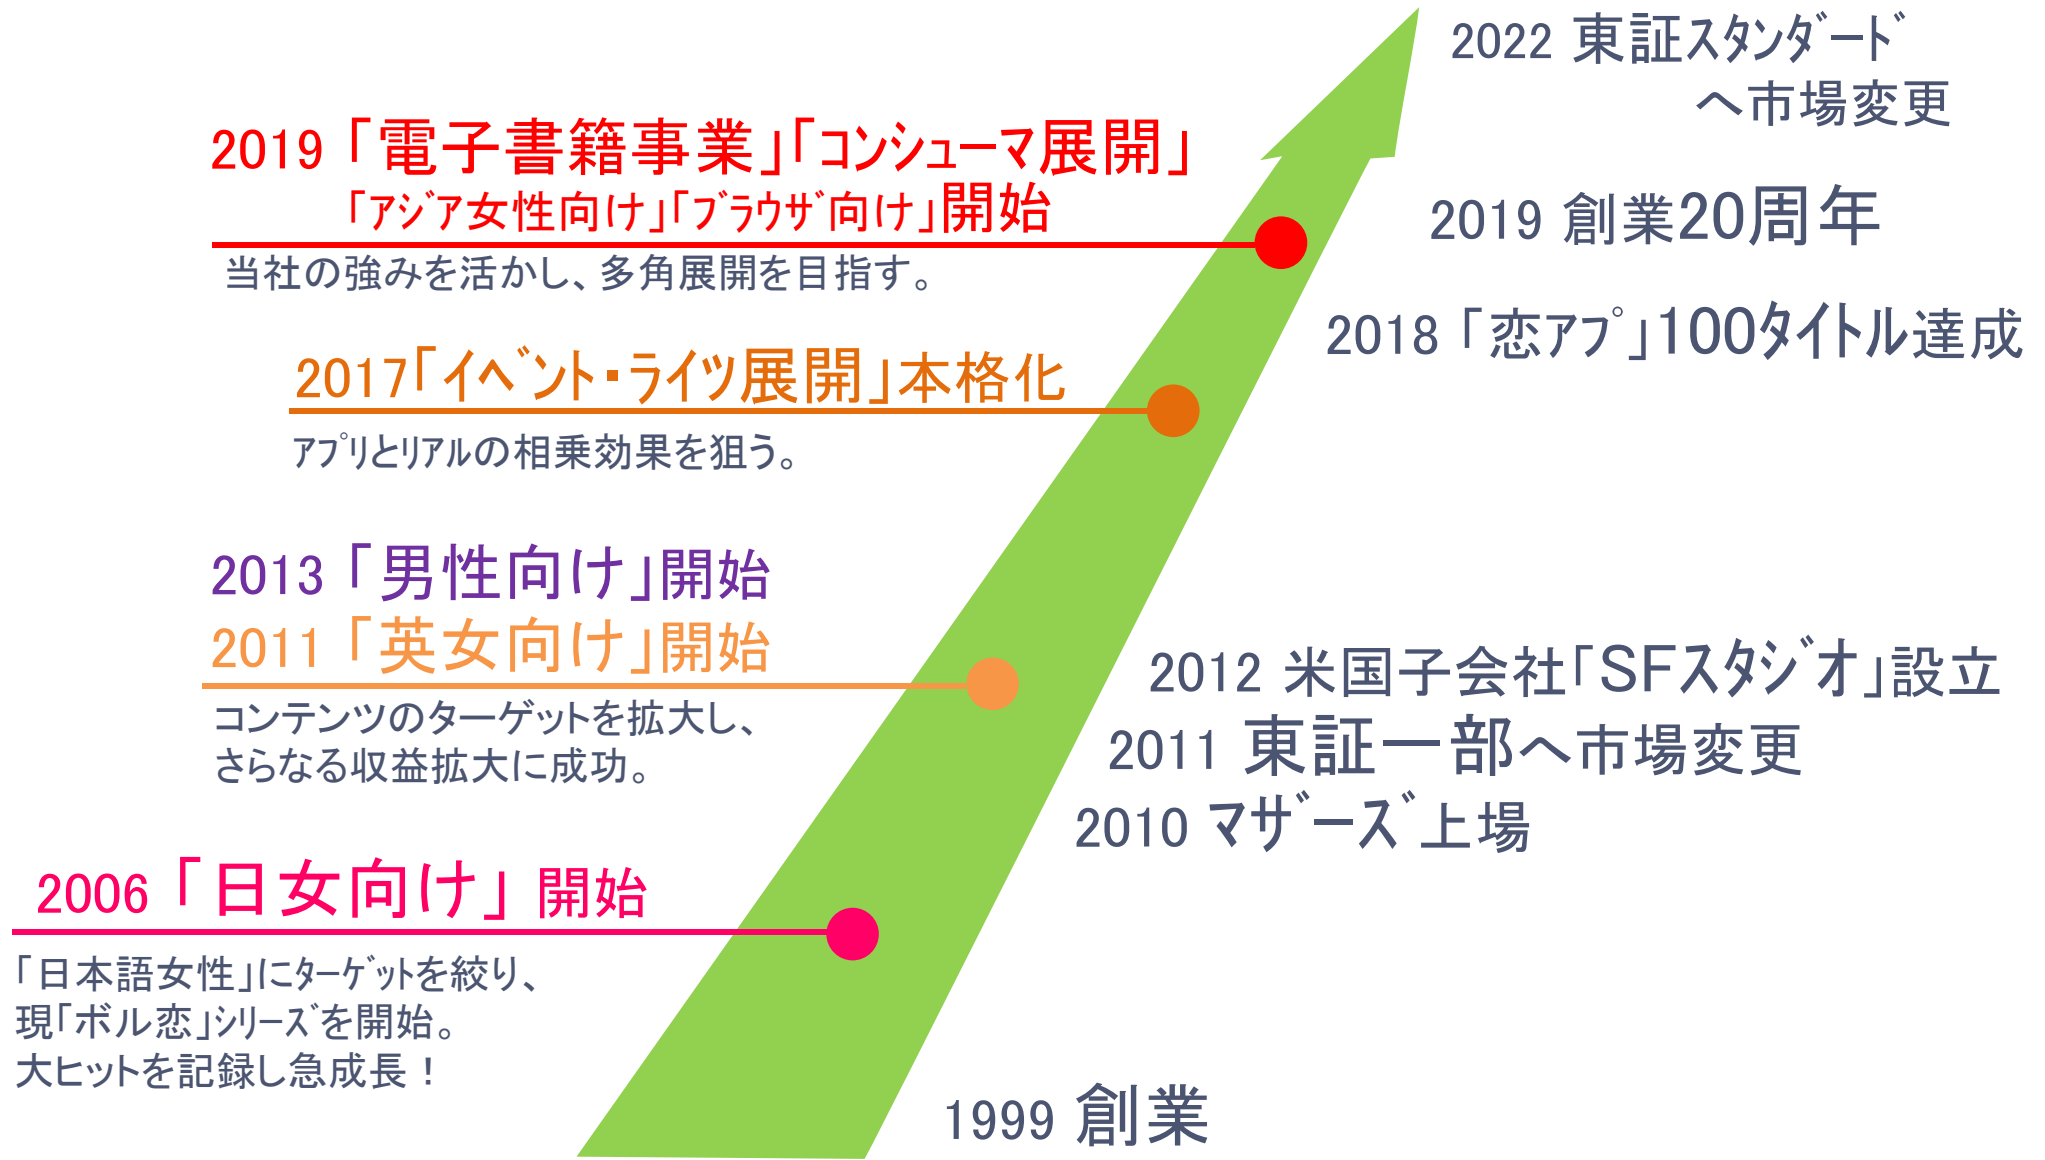 2022 東証ｽﾀﾝﾀﾞｰﾄﾞ
へ市場変更
2019「電子書籍事業」「ｺﾝｼｭｰﾏ展開」
「ｱｼﾞｱ女性向け」「ﾌﾞﾗｳｻﾞ向け」開始
当社の強みを活かし、多角展開を目指す。
2019 創業20周年
2018「恋ｱﾌﾟ」100ﾀｲﾄﾙ達成
2017「ｲﾍﾞﾝﾄ・ﾗｲﾂ展開」本格化
ｱﾌﾟﾘとﾘｱﾙの相乗効果を狙う。
2013「男性向け」開始
2011「英女向け」開始
コンテンツのターゲットを拡大し、
さらなる収益拡大に成功。
2012 米国子会社「SFｽﾀｼﾞｵ」設立
2011 東証一部へ市場変更
2010 ﾏｻﾞｰｽﾞ上場
2006「日女向け」 開始
「日本語女性」にﾀｰｹﾞｯﾄを絞り、
現「ボル恋」ｼﾘｰｽﾞを開始。
大ヒットを記録し急成長！
1999 創業